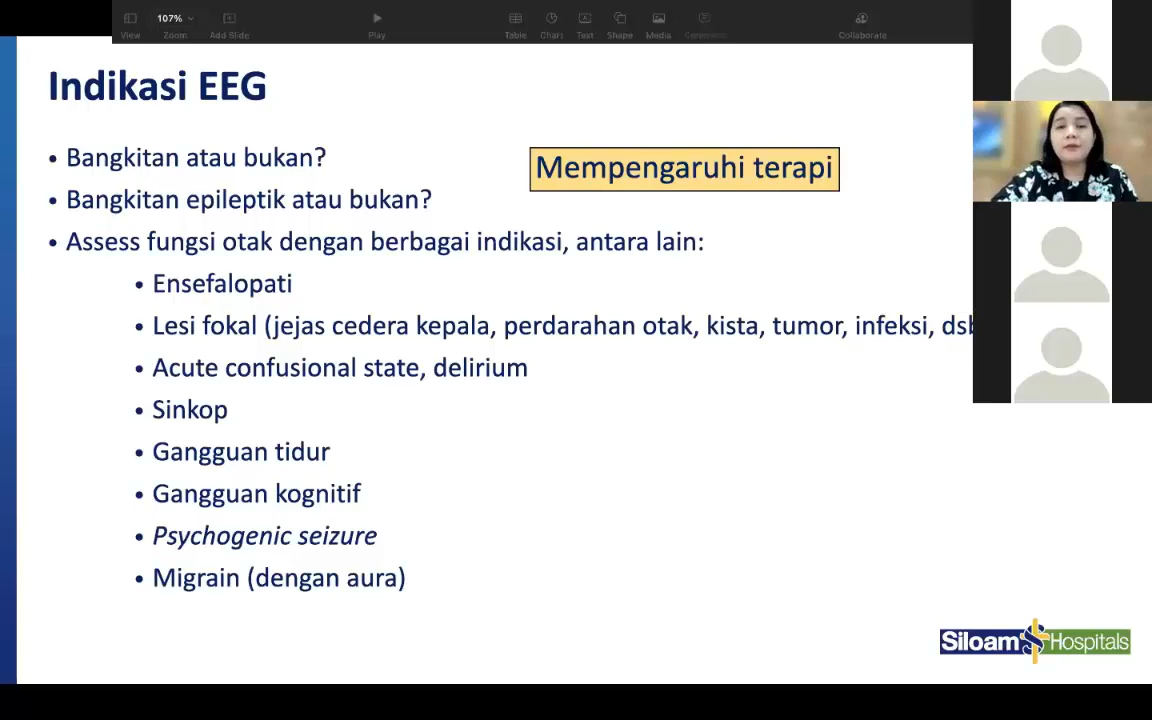 107%
View
Zoom
Add Slide
Play
Table
Chart
Text
Shape
Media
Comment
Collaborate
Indikasi EEG
• Bangkitan atau bukan?
Mempengaruhi terapi
• Bangkitan epileptik atau bukan?
• Assess fungsi otak dengan berbagai indikasi, antara lain:
• Ensefalopati
• Lesi fokal (jejas cedera kepala, perdarahan otak, kista, tumor, infeksi, dsb
• Acute confusional state, delirium
• Sinkop
• Gangguan tidur
• Gangguan kognitif
• Psychogenic seizure
• Migrain (dengan aura)
Siloam Hospitals